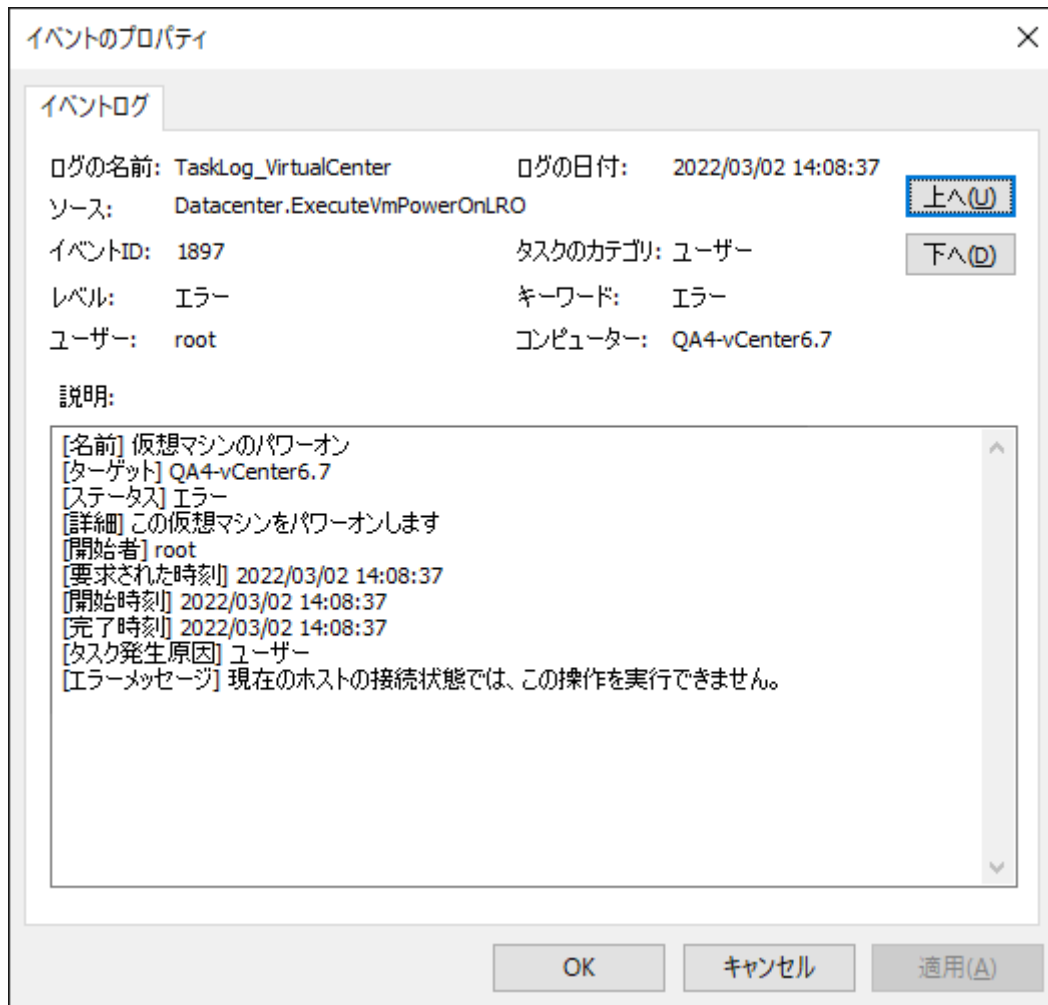 イベントのプロパティ
イベントログ
ログの名前: TaskLog_VirtualCenter ログの日付: 2022/03/02 14:08:37
上へ(U)
ソース: Datacenter.ExecuteVmPowerOnLRO
イベントID: 1897 タスクのカテゴリ: ユーザー
下へ(D)
レベル: エラー キーワード: エラー
ユーザー: root コンピューター: QA4-vCenter6.7
説明:
[名前] 仮想マシンのパワーオン
[ターゲット] QA4-vCenter6.7
[ステータス] エラー
[詳細] この仮想マシンをパワーオンします
[開始者] root
[要求された時刻] 2022/03/02 14:08:37
[開始時刻] 2022/03/02 14:08:37
[完了時刻] 2022/03/02 14:08:37
[タスク発生原因] ユーザー
[エラーメッセージ] 現在のホストの接続状態では、この操作を実行できません。
OK キャンセル 適用(A)